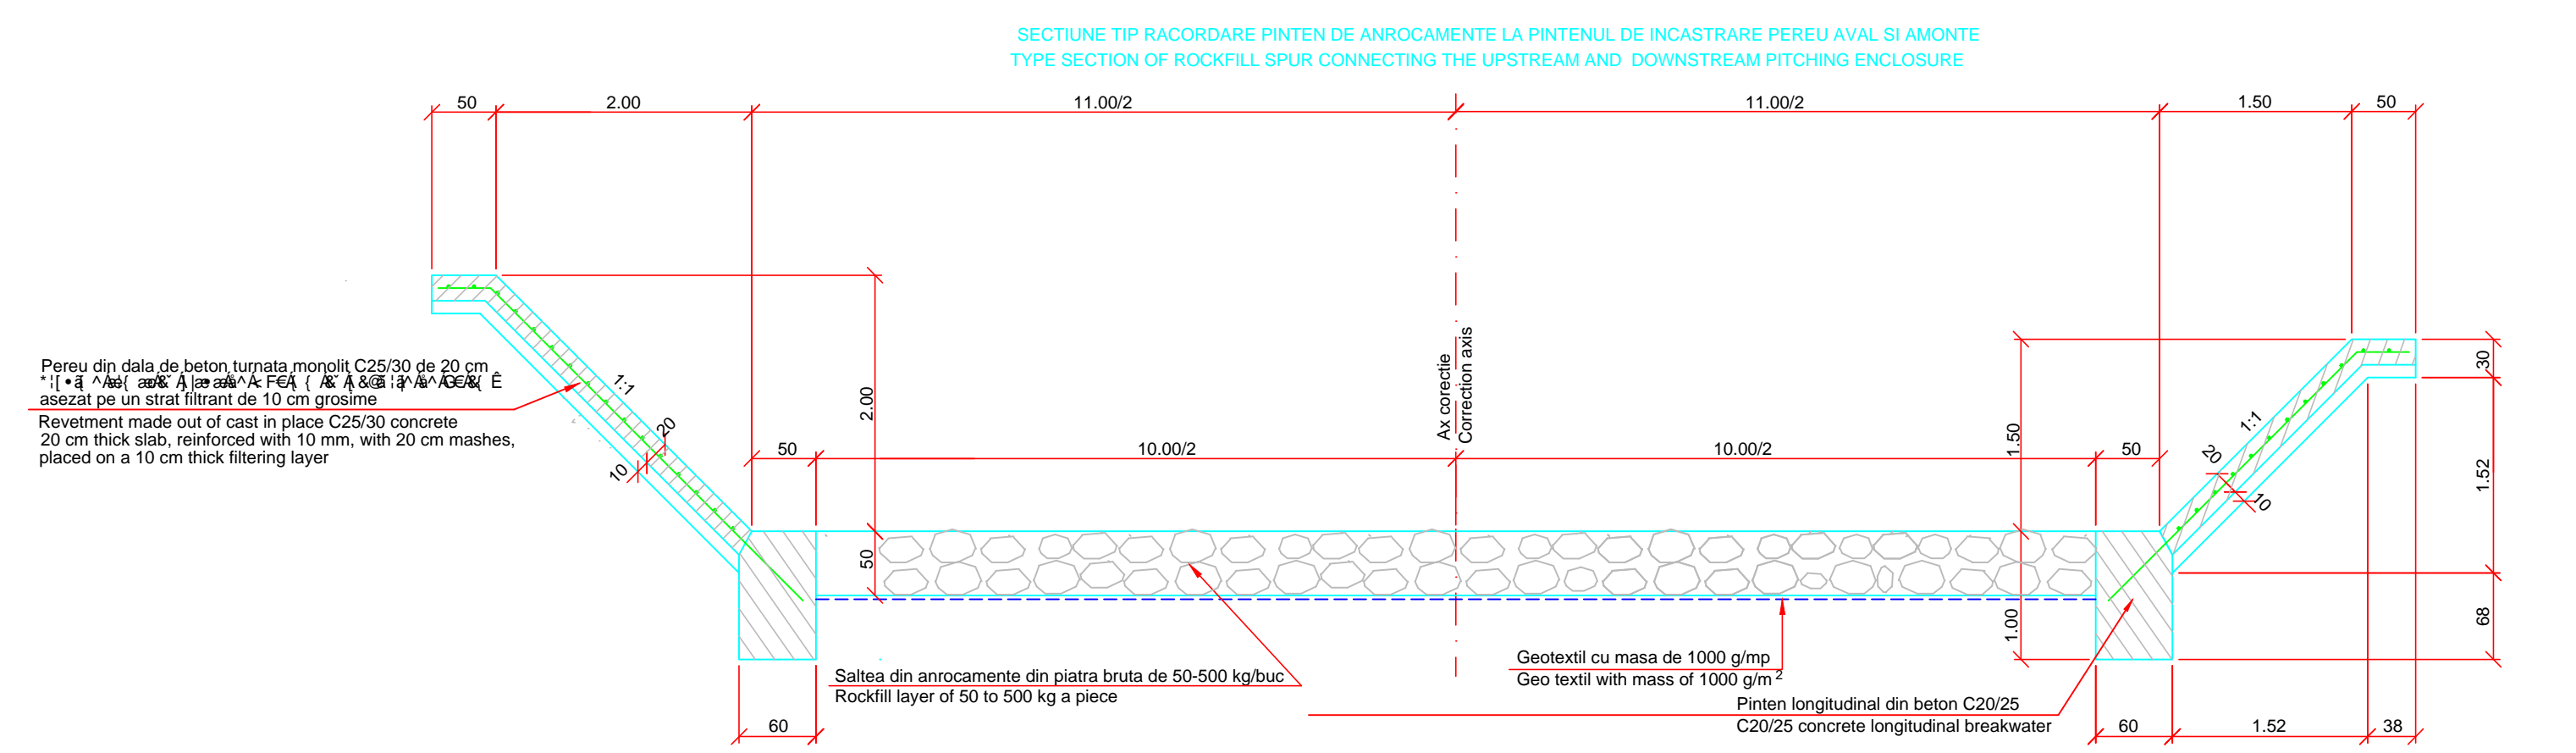 SECTIUNE TIP RACORDARE PINTEN DE ANROCAMENTE LA PINTENUL DE INCASTRARE PEREU AVAL SI AMONTE
TYPE SECTION OF ROCKFILL SPUR CONNECTING THE UPSTREAM AND DOWNSTREAM PITCHING ENCLOSURE
50
2.00
11.00/2
11.00/2
1.50
50
Pereu din dala de beton turnata monolit C25/30 de 20 cm
asezat pe un strat filtrant de 10 cm grosime
Revetment made out of cast in place C25/30 concrete
20 cm thick slab, reinforced with 10 mm, with 20 cm mashes,
placed on a 10 cm thick filtering layer
1:1
20
10
2.00
50
50
10.00/2
Ax corectie
Correction axis
10.00/2
50
1.50
1.00
1:1
20
10
30
1.52
68
Saltea din anrocamente din piatra bruta de 50-500 kg/buc
Rockfill layer of 50 to 500 kg a piece
Geotextil cu masa de 1000 g/mp
Geo textil with mass of 1000 g/m²
Pinten longitudinal din beton C20/25
C20/25 concrete longitudinal breakwater
60
60
1.52
38